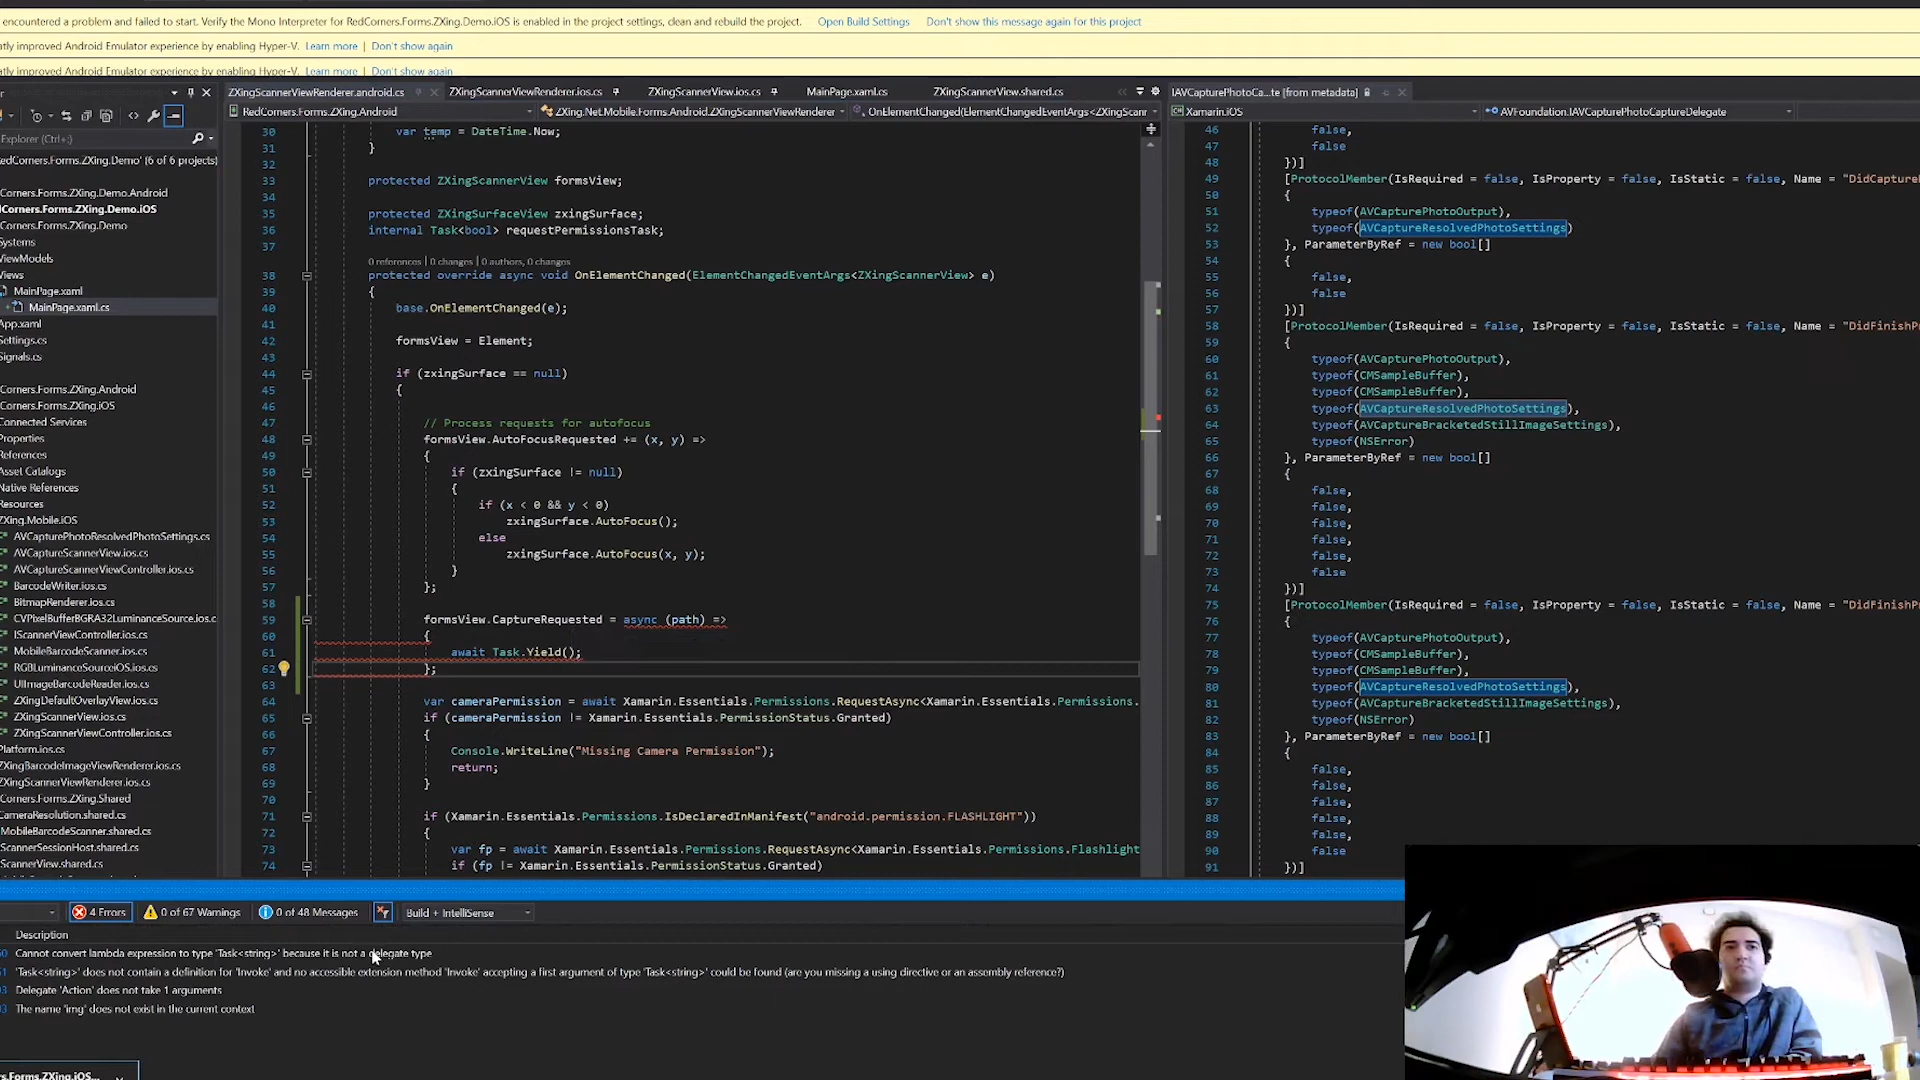 encountered a problem and failed to start. Verify the Mono Interpreter for RedCorners.Forms.ZXing.Demo.iOS is enabled in the project settings, clean and rebuild the project. Open Build Settings Don't show this message again for this project
atly improved Android Emulator experience by enabling Hyper-V. Learn more | Don't show again
atly improved Android Emulator experience by enabling Hyper-V. Learn more | Don't show again
ZXingScannerViewRenderer.android.cs ZXingScannerViewRenderer.ios.cs ZXingScannerView.ios.cs MainPage.xaml.cs ZXingScannerView.shared.cs
RedCorners.Forms.ZXing.Android ZXing.Net.Mobile.Forms.Android.ZXingScannerViewRenderer OnElementChanged(ElementChangedEventArgs<ZXingScann
Explorer (Ctrl+;)
edCorners.Forms.ZXing.Demo' (6 of 6 projects)
Corners.Forms.ZXing.Demo.Android
lCorners.Forms.ZXing.Demo.iOS
Corners.Forms.ZXing.Demo
Systems
ViewModels
Views
MainPage.xaml
MainPage.xaml.cs
App.xaml
Settings.cs
Signals.cs
Corners.Forms.ZXing.Android
Corners.Forms.ZXing.iOS
Connected Services
Properties
References
Asset Catalogs
Native References
Resources
ZXing.Mobile.iOS
AVCapturePhotoResolvedPhotoSettings.cs
AVCaptureScannerView.ios.cs
AVCaptureScannerViewController.ios.cs
BarcodeWriter.ios.cs
BitmapRenderer.ios.cs
CVPixelBufferBGRA32LuminanceSource.ios.c
IScannerViewController.ios.cs
MobileBarcodeScanner.ios.cs
RGBLuminanceSourceiOS.ios.cs
UIImageBarcodeReader.ios.cs
ZXingDefaultOverlayView.ios.cs
ZXingScannerView.ios.cs
ZXingScannerViewController.ios.cs
Platform.ios.cs
ZXingBarcodeImageViewRenderer.ios.cs
ZXingScannerViewRenderer.ios.cs
Corners.Forms.ZXing.Shared
CameraResolution.shared.cs
MobileBarcodeScanner.shared.cs
ScannerSessionHost.shared.cs
ScannerView.shared.cs
30 var temp = DateTime.Now;
31 }
32
33 protected ZXingScannerView formsView;
34
35 protected ZXingSurfaceView zxingSurface;
36 internal Task<bool> requestPermissionsTask;
37
0 references | 0 changes | 0 authors, 0 changes
38 protected override async void OnElementChanged(ElementChangedEventArgs<ZXingScannerView> e)
39 {
40 base.OnElementChanged(e);
41
42 formsView = Element;
43
44 if (zxingSurface == null)
45 {
46
47 // Process requests for autofocus
48 formsView.AutoFocusRequested += (x, y) =>
49 {
50 if (zxingSurface != null)
51 {
52 if (x < 0 && y < 0)
53 zxingSurface.AutoFocus();
54 else
55 zxingSurface.AutoFocus(x, y);
56 }
57 };
58
59 formsView.CaptureRequested = async (path) =>
60 {
61 await Task.Yield();
62 };
63
64 var cameraPermission = await Xamarin.Essentials.Permissions.RequestAsync<Xamarin.Essentials.Permissions.
65 if (cameraPermission != Xamarin.Essentials.PermissionStatus.Granted)
66 {
67 Console.WriteLine("Missing Camera Permission");
68 return;
69 }
70
71 if (Xamarin.Essentials.Permissions.IsDeclaredInManifest("android.permission.FLASHLIGHT"))
72 {
73 var fp = await Xamarin.Essentials.Permissions.RequestAsync<Xamarin.Essentials.Permissions.Flashlight
74 if (fp != Xamarin.Essentials.PermissionStatus.Granted)
IAVCapturePhotoCa...te [from metadata]
Xamarin.iOS AVFoundation.IAVCapturePhotoCaptureDelegate
46 false,
47 false
48 })]
49 [ProtocolMember(IsRequired = false, IsProperty = false, IsStatic = false, Name = "DidCaptureP
50 {
51 typeof(AVCapturePhotoOutput),
52 typeof(AVCaptureResolvedPhotoSettings)
53 }, ParameterByRef = new bool[]
54 {
55 false,
56 false
57 })]
58 [ProtocolMember(IsRequired = false, IsProperty = false, IsStatic = false, Name = "DidFinishPr
59 {
60 typeof(AVCapturePhotoOutput),
61 typeof(CMSampleBuffer),
62 typeof(CMSampleBuffer),
63 typeof(AVCaptureResolvedPhotoSettings),
64 typeof(AVCaptureBracketedStillImageSettings),
65 typeof(NSError)
66 }, ParameterByRef = new bool[]
67 {
68 false,
69 false,
70 false,
71 false,
72 false,
73 false
74 })]
75 [ProtocolMember(IsRequired = false, IsProperty = false, IsStatic = false, Name = "DidFinishPr
76 {
77 typeof(AVCapturePhotoOutput),
78 typeof(CMSampleBuffer),
79 typeof(CMSampleBuffer),
80 typeof(AVCaptureResolvedPhotoSettings),
81 typeof(AVCaptureBracketedStillImageSettings),
82 typeof(NSError)
83 }, ParameterByRef = new bool[]
84 {
85 false,
86 false,
87 false,
88 false,
89 false,
90 false
91 })]
4 Errors 0 of 67 Warnings 0 of 48 Messages Build + IntelliSense
Description
Cannot convert lambda expression to type 'Task<string>' because it is not a delegate type
'Task<string>' does not contain a definition for 'Invoke' and no accessible extension method 'Invoke' accepting a first argument of type 'Task<string>' could be found (are you missing a using directive or an assembly reference?)
Delegate 'Action' does not take 1 arguments
The name 'img' does not exist in the current context
rs.Forms.ZXing.iOS...